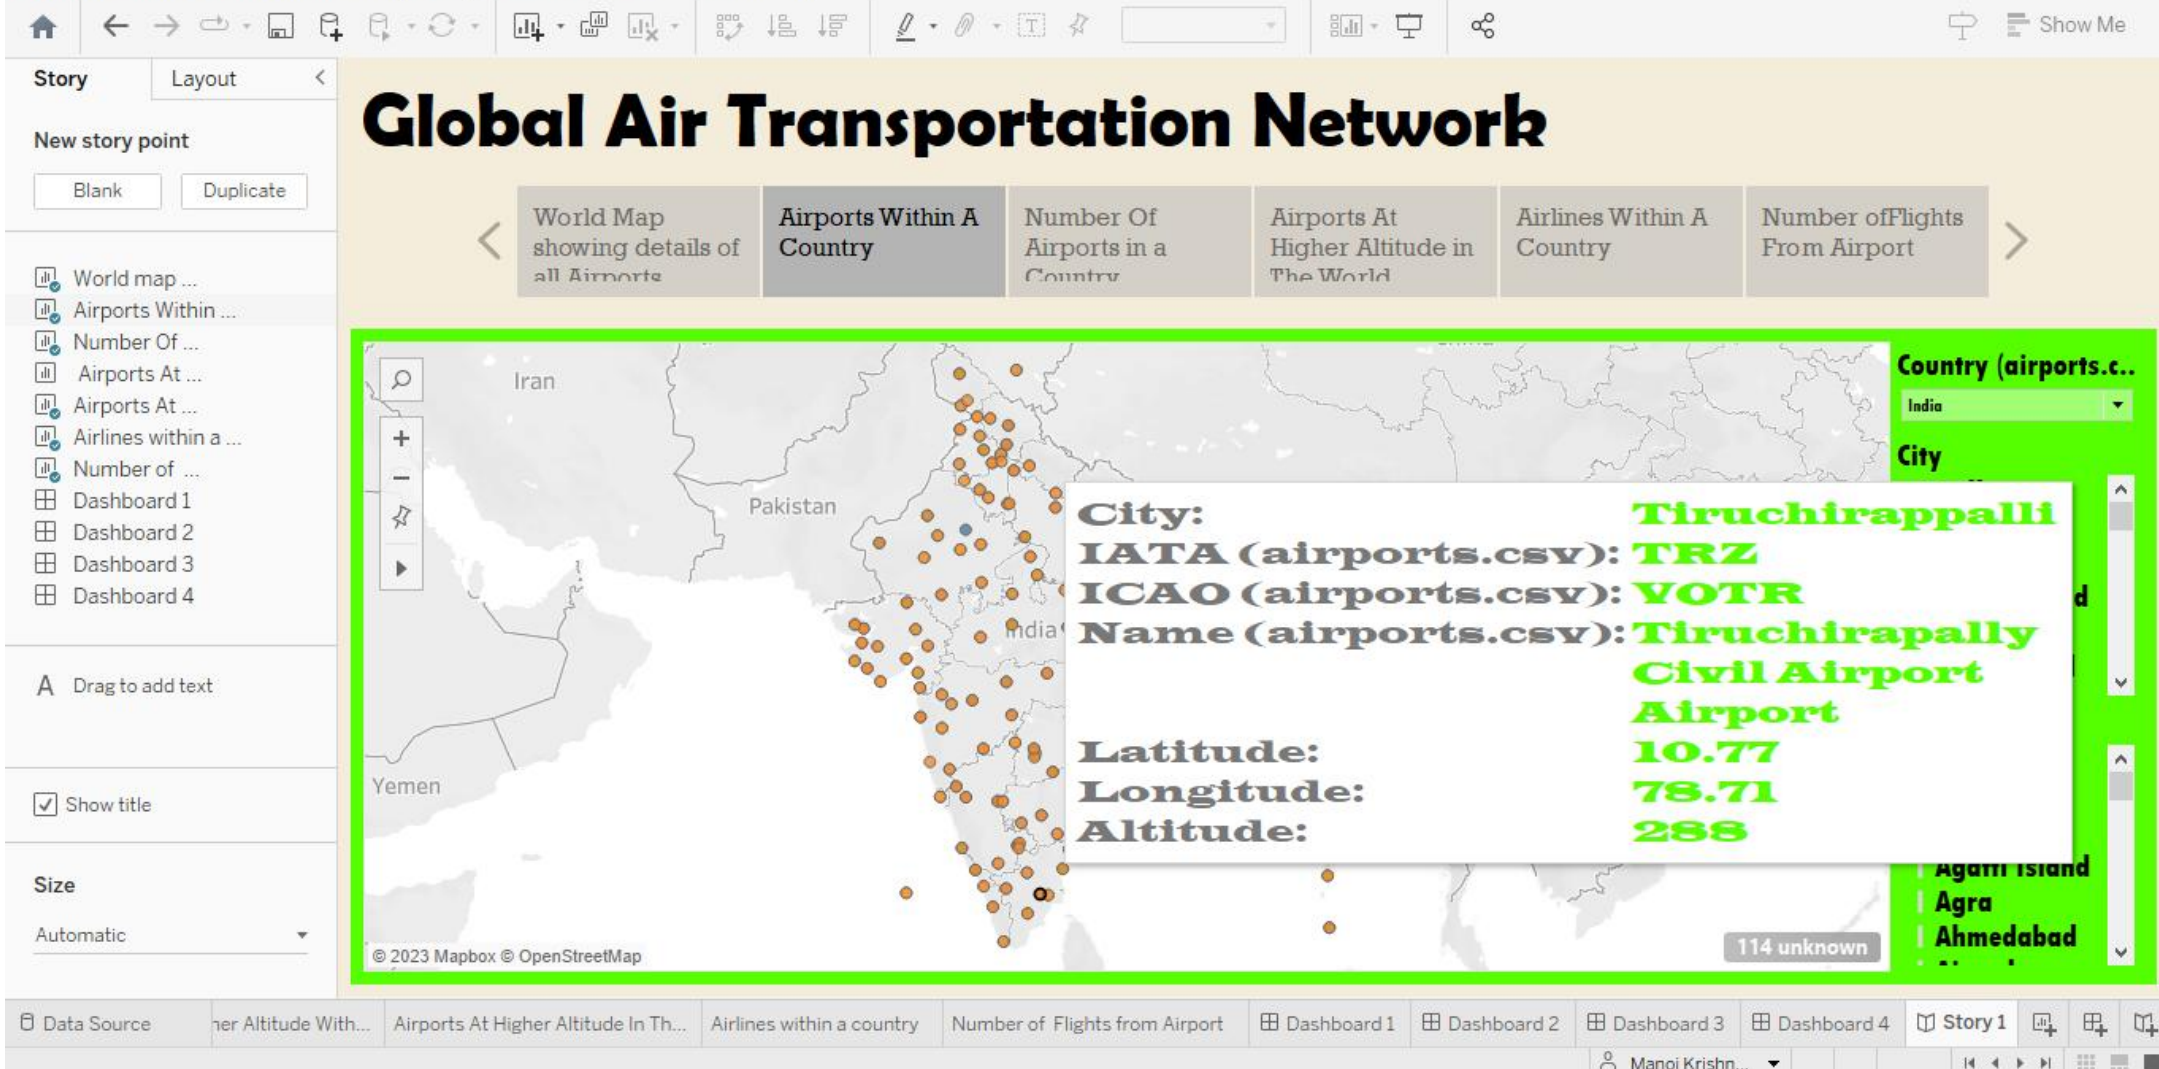 Show Me
Story
Layout
New story point
Blank
Duplicate
World map ...
Airports Within ...
Number Of ...
Airports At ...
Airports At ...
Airlines within a ...
Number of ...
Dashboard 1
Dashboard 2
Dashboard 3
Dashboard 4
A Drag to add text
Show title
Size
Automatic
Global Air Transportation Network
World Map
showing details of
all Airports
Airports Within A
Country
Number Of
Airports in a
Country
Airports At
Higher Altitude in
The World
Airlines Within A
Country
Number ofFlights
From Airport
Iran
Pakistan
India
Yemen
© 2023 Mapbox © OpenStreetMap
114 unknown
City: Tiruchirappalli
IATA (airports.csv): TRZ
ICAO (airports.csv): VOTR
Name (airports.csv): Tiruchirapally
Civil Airport
Airport
Latitude: 10.77
Longitude: 78.71
Altitude: 288
Country (airports.c..
India
City
d
Agatti Island
Agra
Ahmedabad
Data Source
her Altitude With...
Airports At Higher Altitude In Th...
Airlines within a country
Number of Flights from Airport
Dashboard 1
Dashboard 2
Dashboard 3
Dashboard 4
Story 1
Manoj Krishn...